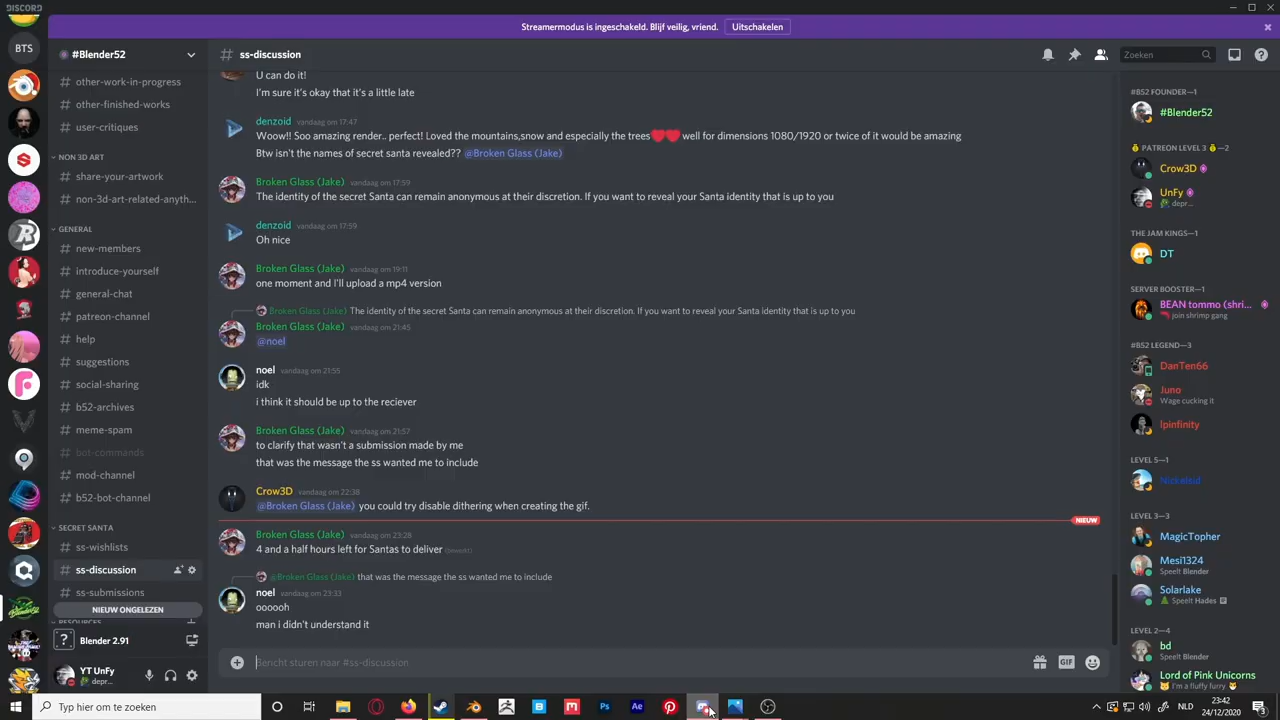 DISCORD
Streamermodus is ingeschakeld. Blijf veilig, vriend.
Uitschakelen
BTS
#Blender52
# ss-discussion
Zoeken
# other-work-in-progress
# other-finished-works
# user-critiques
NON 3D ART
# share-your-artwork
# non-3d-art-related-anyth...
GENERAL
# new-members
# introduce-yourself
# general-chat
# patreon-channel
# help
# suggestions
# social-sharing
# b52-archives
# meme-spam
# bot-commands
# mod-channel
# b52-bot-channel
SECRET SANTA
# ss-wishlists
# ss-discussion
# ss-submissions
NIEUW ONGELEZEN
Blender 2.91
YT UnFy
depr...
U can do it!
I'm sure it's okay that it's a little late
denzoid vandaag om 17:47
Woow!! Soo amazing render.. perfect! Loved the mountains,snow and especially the trees❤️❤️ well for dimensions 1080/1920 or twice of it would be amazing
Btw isn't the names of secret santa revealed?? @Broken Glass (Jake)
Broken Glass (Jake) vandaag om 17:59
The identity of the secret Santa can remain anonymous at their discretion. If you want to reveal your Santa identity that is up to you
denzoid vandaag om 17:59
Oh nice
Broken Glass (Jake) vandaag om 19:11
one moment and I'll upload a mp4 version
Broken Glass (Jake) The identity of the secret Santa can remain anonymous at their discretion. If you want to reveal your Santa identity that is up to you
Broken Glass (Jake) vandaag om 21:45
@noel
noel vandaag om 21:55
idk
i think it should be up to the reciever
Broken Glass (Jake) vandaag om 21:57
to clarify that wasn't a submission made by me
that was the message the ss wanted me to include
Crow3D vandaag om 22:38
@Broken Glass (Jake) you could try disable dithering when creating the gif.
NIEUW
Broken Glass (Jake) vandaag om 23:28
4 and a half hours left for Santas to deliver (bewerkt)
@Broken Glass (Jake) that was the message the ss wanted me to include
noel vandaag om 23:33
oooooh
man i didn't understand it
Bericht sturen naar #ss-discussion
GIF
#B52 FOUNDER—1
#Blender52
PATREON LEVEL 3 —2
Crow3D
UnFy
depr...
THE JAM KINGS—1
DT
SERVER BOOSTER—1
BEAN tommo (shri...
join shrimp gang
#B52 LEGEND—3
DanTen66
Juno
Wage cucking it
lpinfinity
LEVEL 5—1
LEVEL 3—3
MagicTopher
Mesi1324
Speelt Blender
Solarlake
Speelt Hades
LEVEL 2—4
bd
Speelt Blender
Lord of Pink Unicorns
I'm a fluffy furry
Typ hier om te zoeken
Ps
Ae
NLD
23:42
24/12/2020